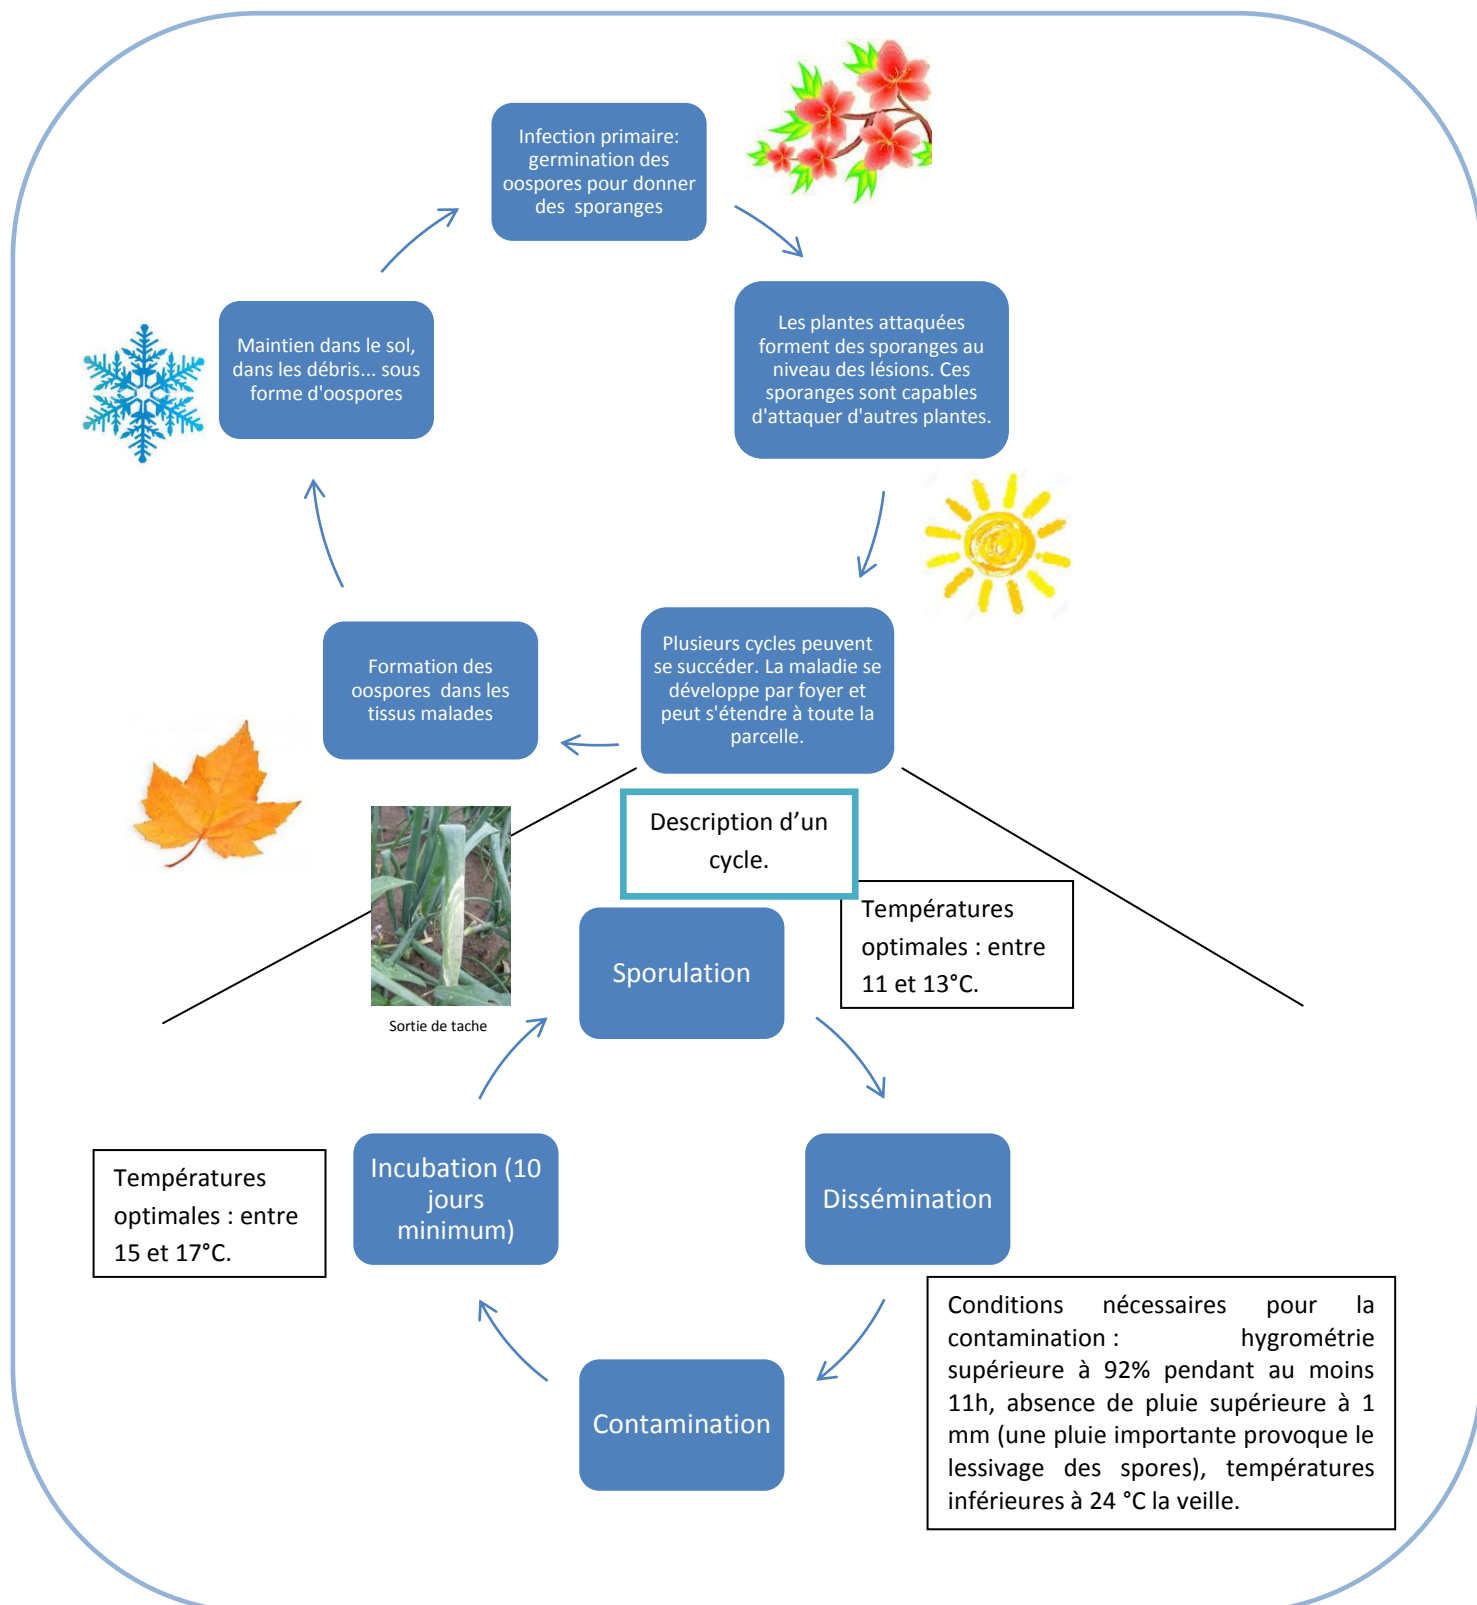 Infection primaire:
germination des
oospores pour donner
des sporanges
Maintien dans le sol,
dans les débris... sous
forme d'oospores
Les plantes attaquées
forment des sporanges au
niveau des lésions. Ces
sporanges sont capables
d'attaquer d'autres plantes.
Formation des
oospores dans les
tissus malades
Plusieurs cycles peuvent
se succéder. La maladie se
développe par foyer et
peut s'étendre à toute la
parcelle.
Description d’un
cycle.
Températures
optimales : entre
11 et 13°C.
Sporulation
Sortie de tache
Températures
optimales : entre
15 et 17°C.
Incubation (10
jours
minimum)
Dissémination
Conditions nécessaires pour la
contamination : hygrométrie
supérieure à 92% pendant au moins
11h, absence de pluie supérieure à 1
mm (une pluie importante provoque le
lessivage des spores), températures
inférieures à 24 °C la veille.
Contamination